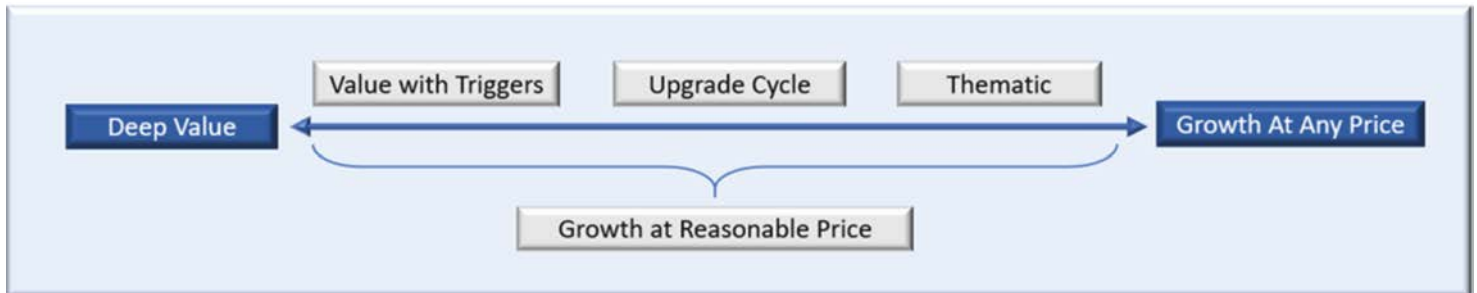 Value with Triggers
Upgrade Cycle
Thematic
Deep Value
Growth At Any Price
Growth at Reasonable Price